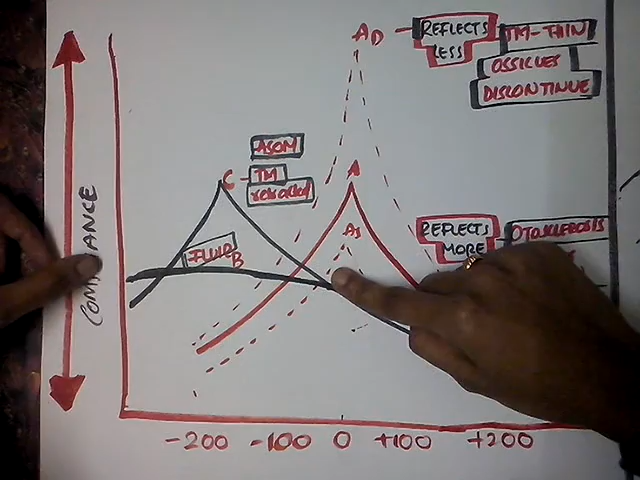 AD
REFLECTS
LESS
TM-THIN
OSSICLES
DISCONTINUE
ASOM
C - TM
retracted
A
As
REFLECTS
MORE
OTOSCLEROSIS
FLUID
B
COMPLIANCE
-200 -100 0 +100 +200